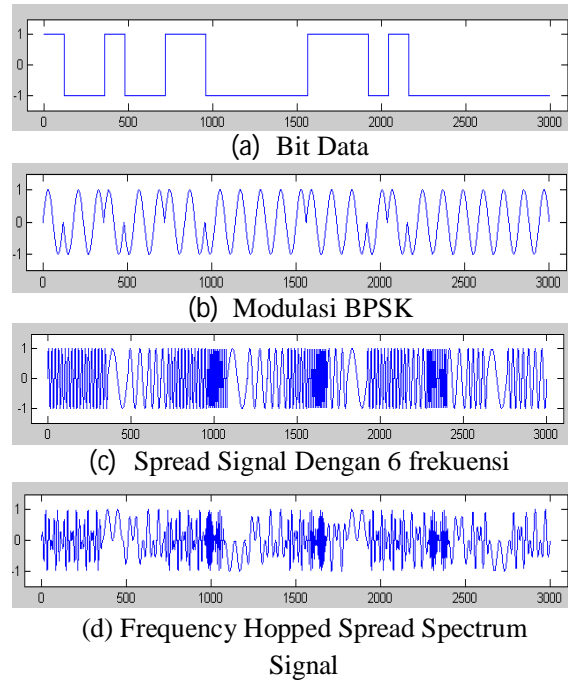 1
0
-1
0 500 1000 1500 2000 2500 3000
(a) Bit Data
1
0
-1
0 500 1000 1500 2000 2500 3000
(b) Modulasi BPSK
1
0
-1
0 500 1000 1500 2000 2500 3000
(c) Spread Signal Dengan 6 frekuensi
1
0
-1
0 500 1000 1500 2000 2500 3000
(d) Frequency Hopped Spread Spectrum
Signal